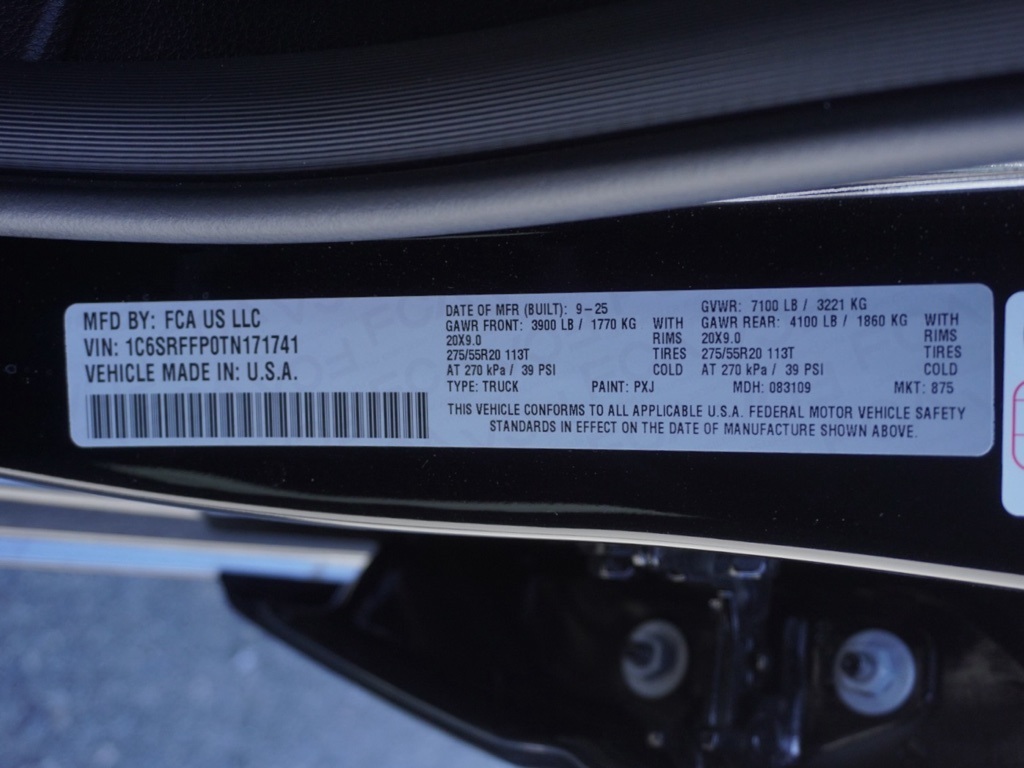 MFD BY: FCA US LLC
VIN: 1C6SRFFP0TN171741
VEHICLE MADE IN: U.S.A.
DATE OF MFR (BUILT): 9-25
GVWR: 7100 LB / 3221 KG
GAWR FRONT: 3900 LB / 1770 KG WITH
20X9.0 RIMS
275/55R20 113T TIRES
AT 270 kPa / 39 PSI COLD
GAWR REAR: 4100 LB / 1860 KG WITH
20X9.0 RIMS
275/55R20 113T TIRES
AT 270 kPa / 39 PSI COLD
TYPE: TRUCK PAINT: PXJ MDH: 083109 MKT: 875
THIS VEHICLE CONFORMS TO ALL APPLICABLE U.S.A. FEDERAL MOTOR VEHICLE SAFETY
STANDARDS IN EFFECT ON THE DATE OF MANUFACTURE SHOWN ABOVE.